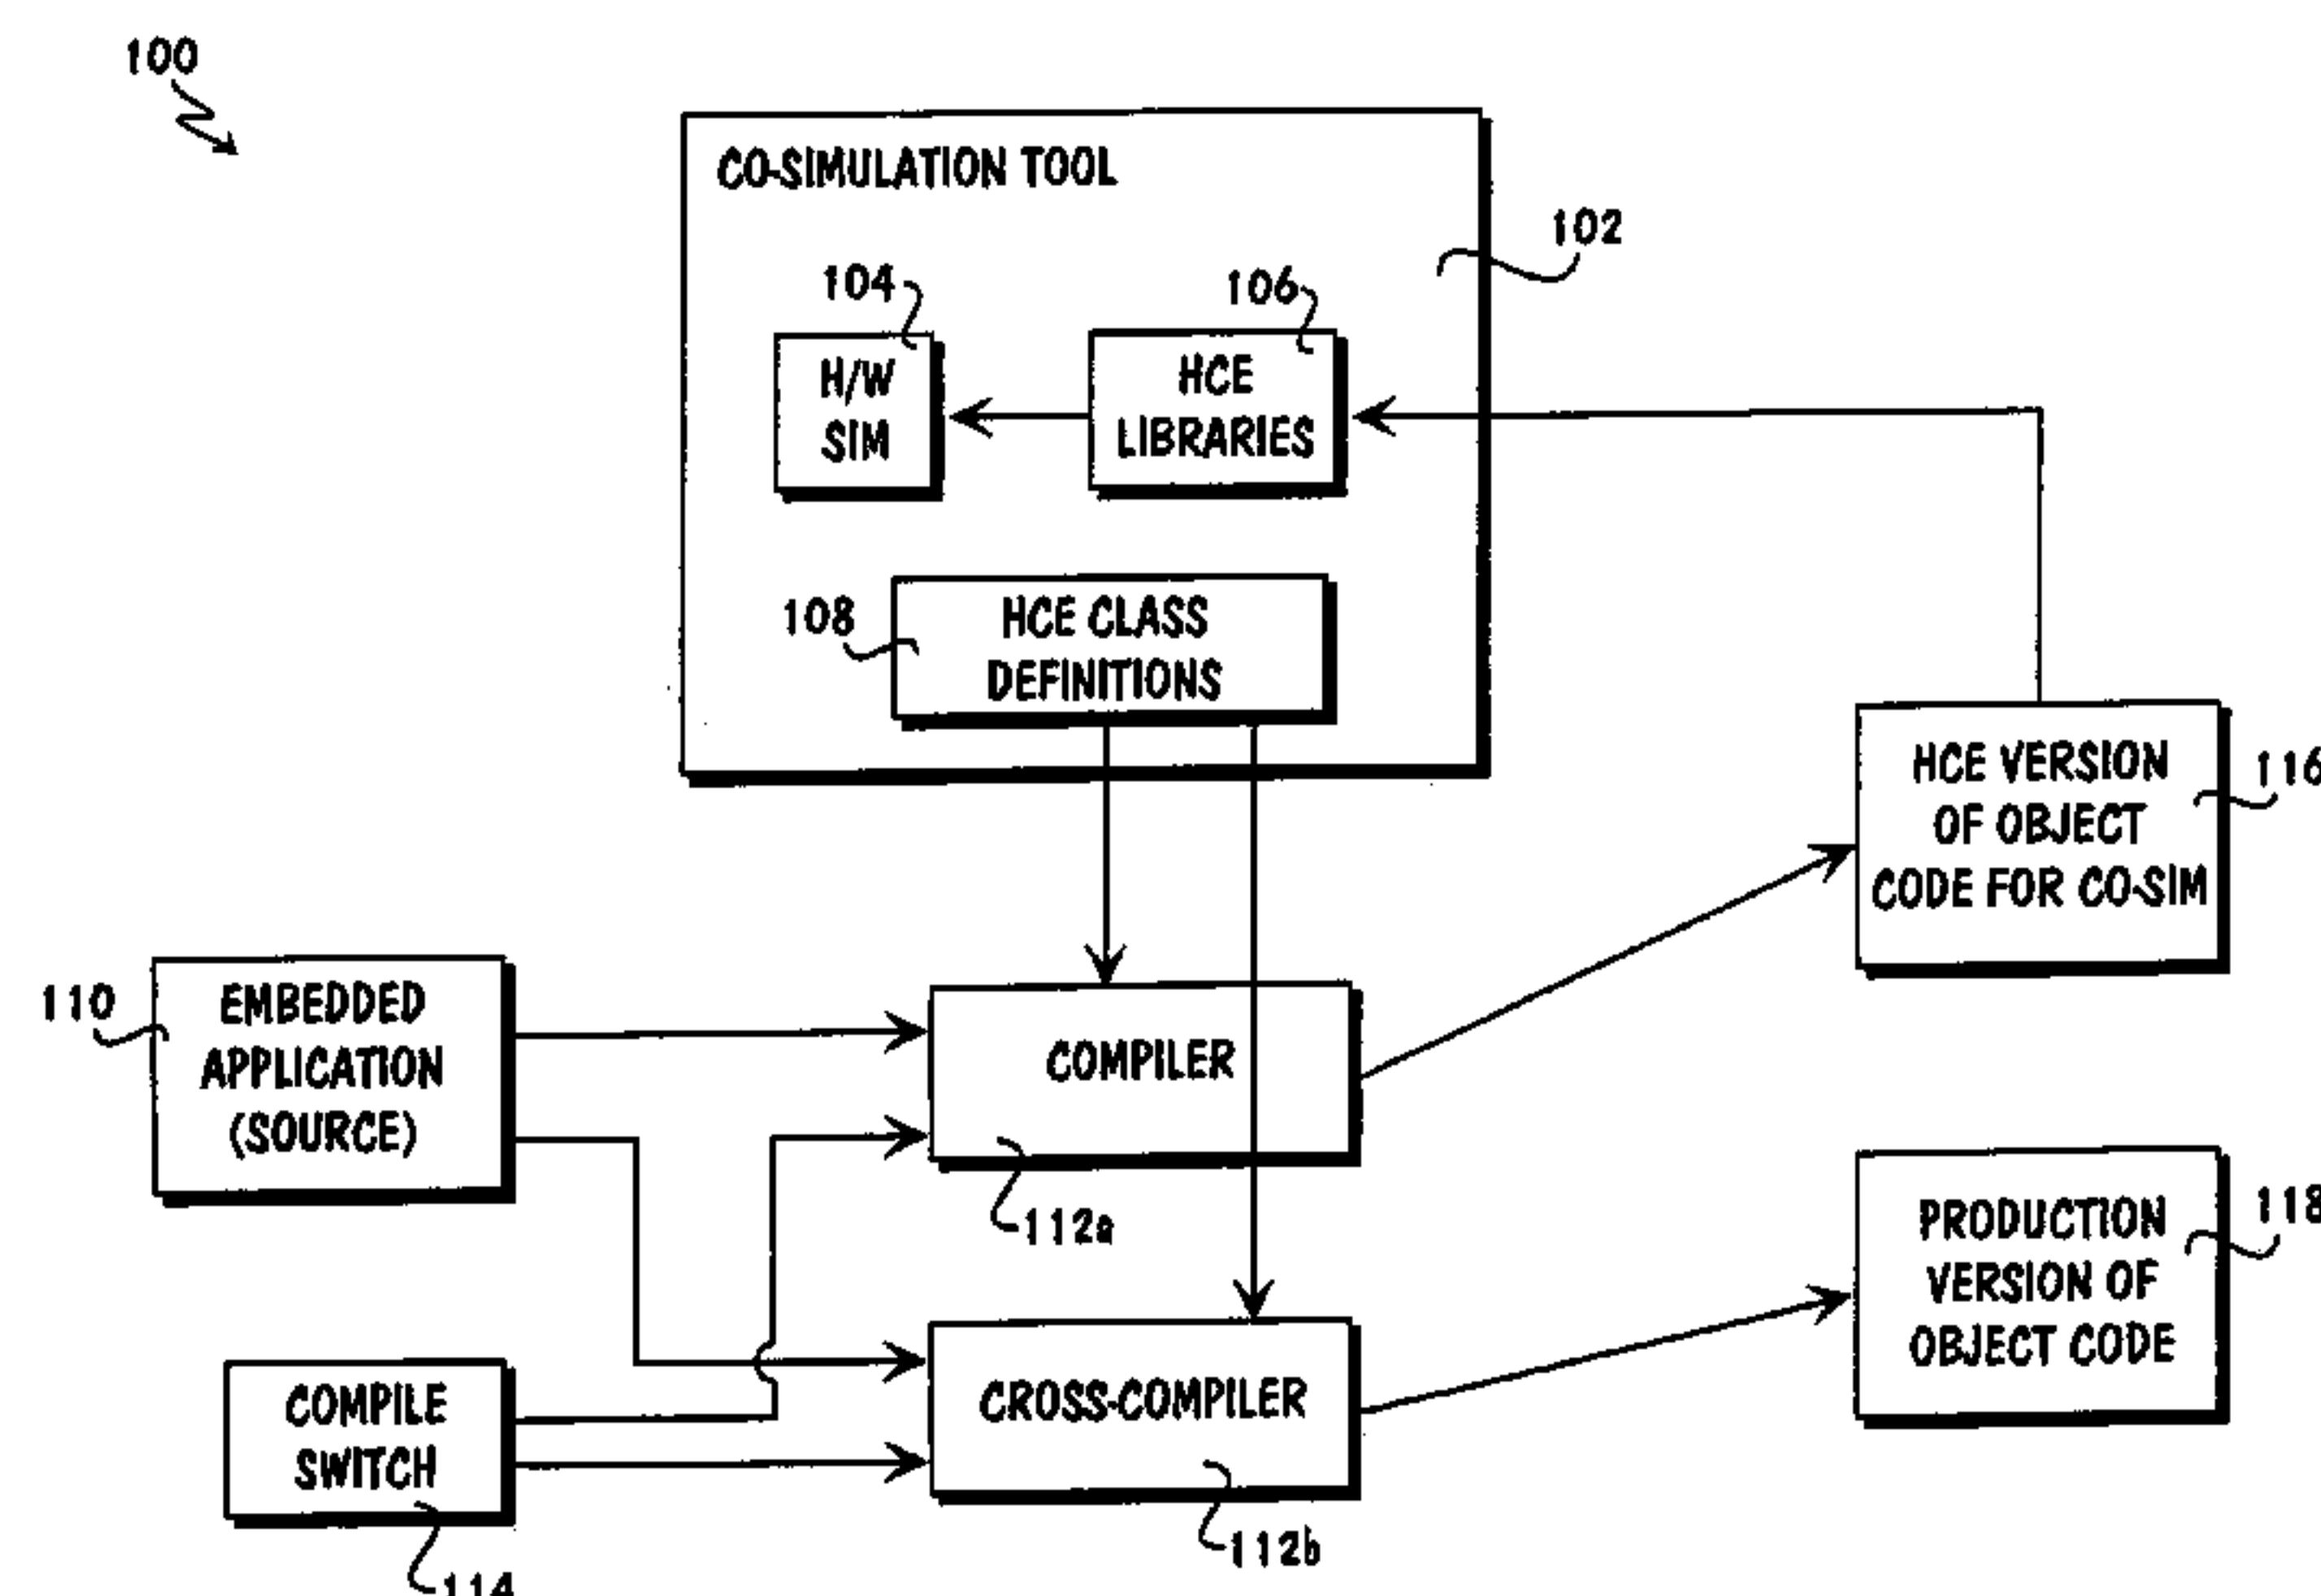 100
CO-SIMULATION TOOL
102
104
106
H/W
SIM
HCE
LIBRARIES
108
HCE CLASS
DEFINITIONS
HCE VERSION
OF OBJECT
CODE FOR CO-SIM
116
110
EMBEDDED
APPLICATION
(SOURCE)
COMPILER
112a
PRODUCTION
VERSION OF
OBJECT CODE
118
COMPILE
SWITCH
CROSS-COMPILER
112b
114